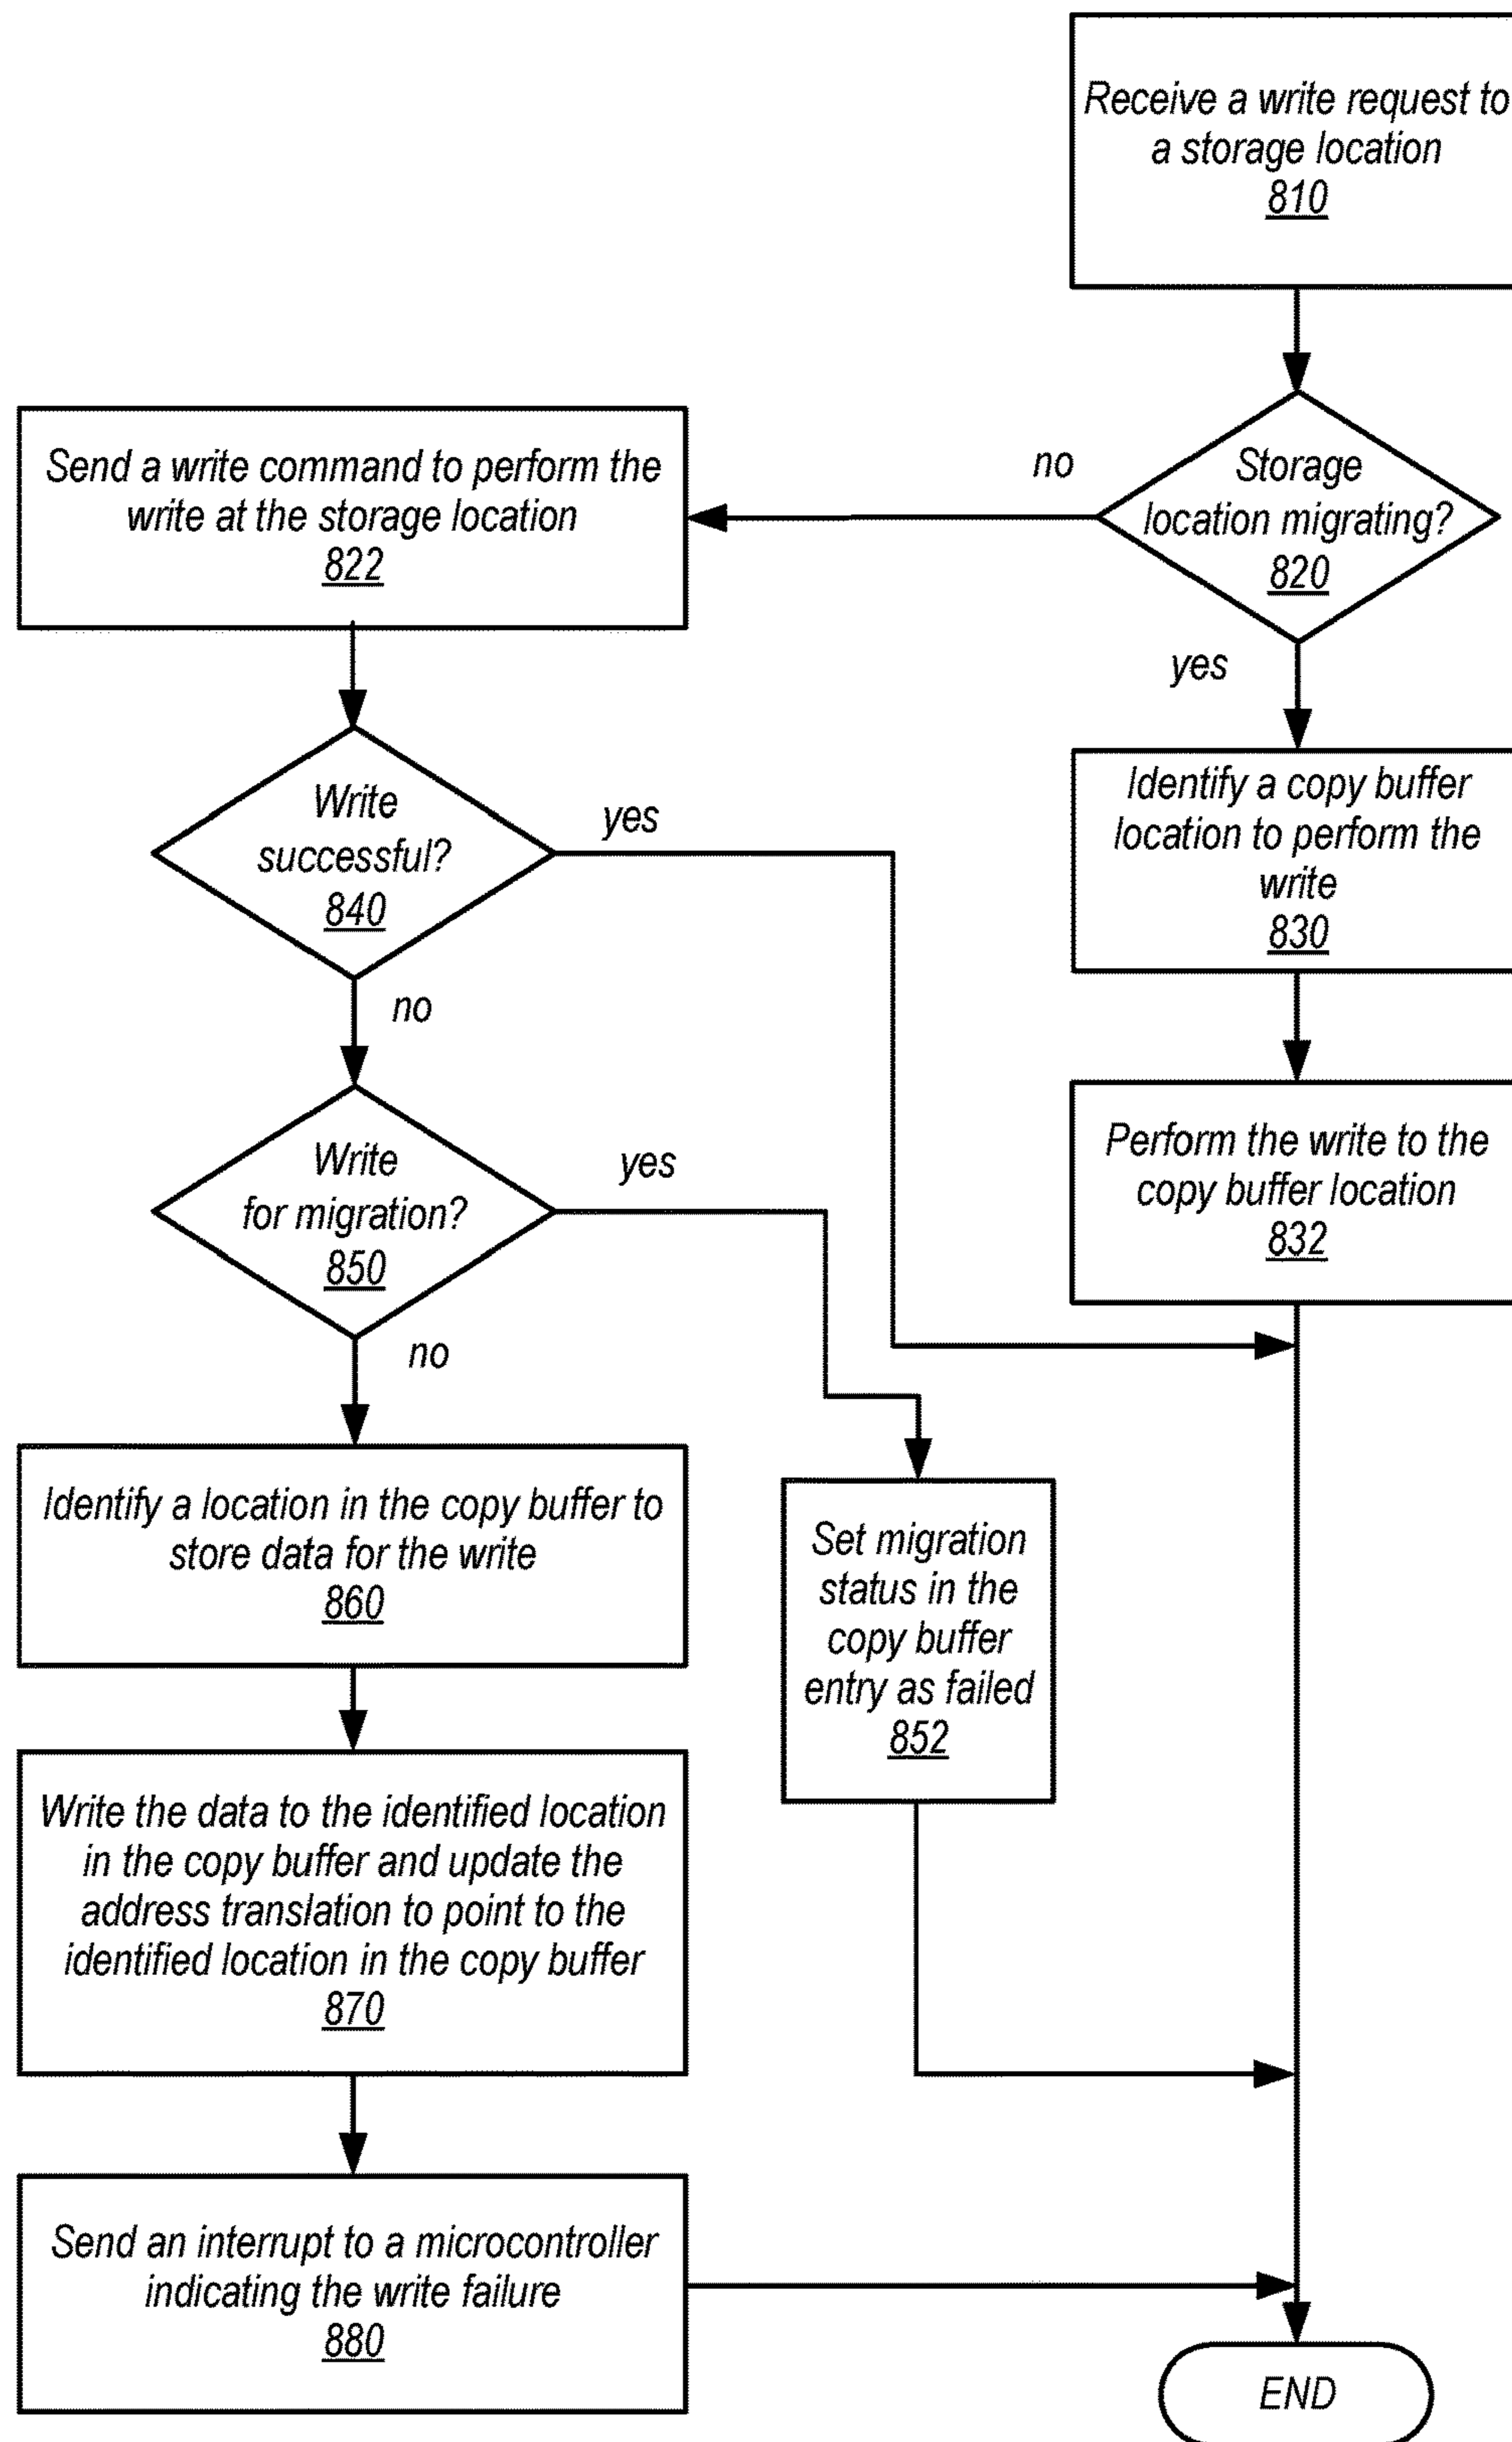 Receive a write request to
a storage location
810
Storage
location migrating?
820
no
yes
Send a write command to perform the
write at the storage location
822
Identify a copy buffer
location to perform the
write
830
Write
successful?
840
yes
no
Perform the write to the
copy buffer location
832
Write
for migration?
850
yes
no
Identify a location in the copy buffer to
store data for the write
860
Set migration
status in the
copy buffer
entry as failed
852
Write the data to the identified location
in the copy buffer and update the
address translation to point to the
identified location in the copy buffer
870
Send an interrupt to a microcontroller
indicating the write failure
880
END